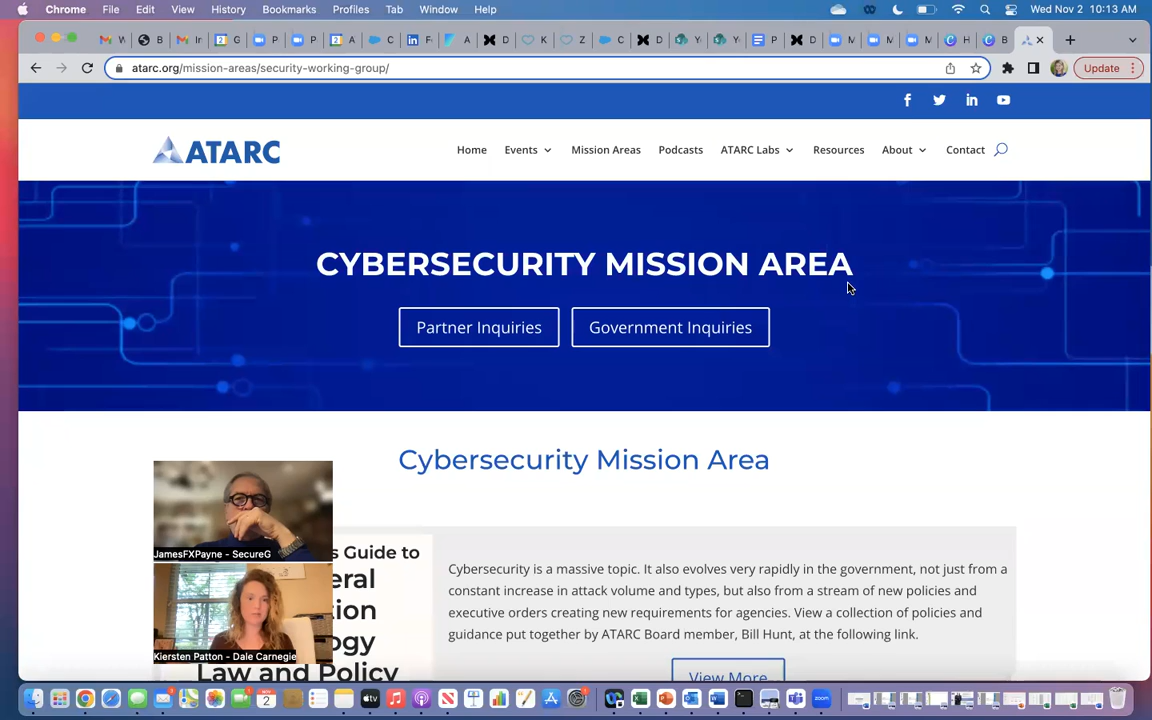 Chrome File Edit View History Bookmarks Profiles Tab Window Help Wed Nov 2 10:13 AM
atarc.org/mission-areas/security-working-group/
Update
ATARC
Home Events Mission Areas Podcasts ATARC Labs Resources About Contact
CYBERSECURITY MISSION AREA
Partner Inquiries Government Inquiries
Cybersecurity Mission Area
JamesFXPayne - SecureG
Kiersten Patton - Dale Carnegie
s Guide to
eral
tion
ogy
Law and Policy
Cybersecurity is a massive topic. It also evolves very rapidly in the government, not just from a
constant increase in attack volume and types, but also from a stream of new policies and
executive orders creating new requirements for agencies. View a collection of policies and
guidance put together by ATARC Board member, Bill Hunt, at the following link.
View More